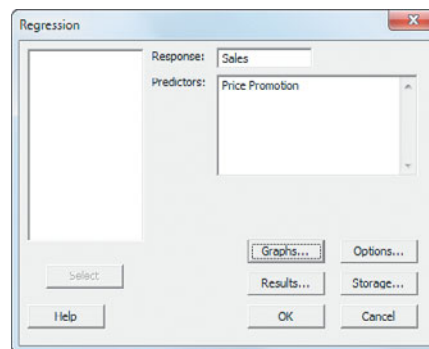 Regression
Response: Sales
Predictors: Price Promotion
Graphs... Options...
Select Results... Storage...
Help OK Cancel